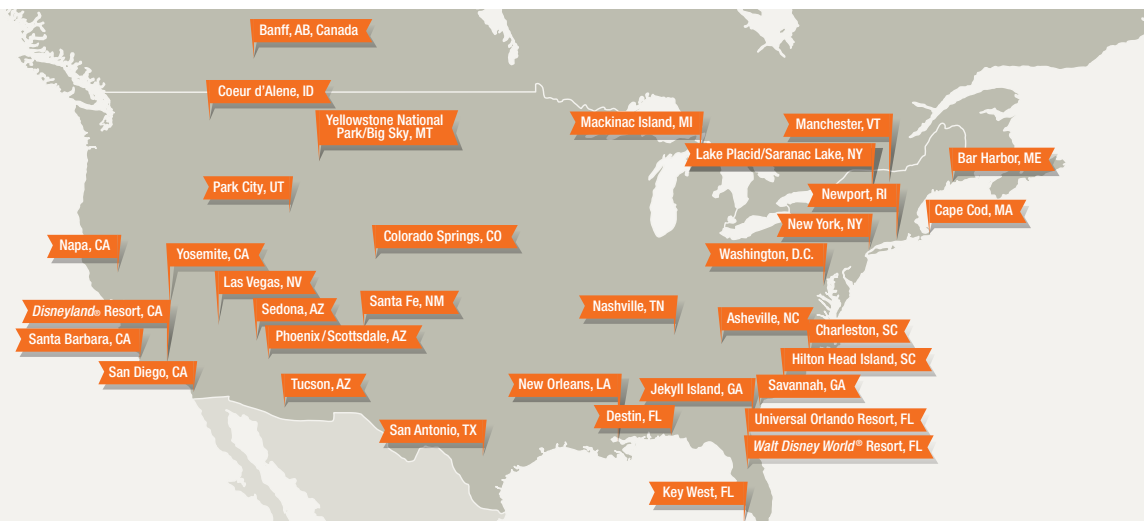 Banff, AB, Canada
Coeur d'Alene, ID
Yellowstone National
Park/Big Sky, MT
Mackinac Island, MI
Manchester, VT
Lake Placid/Saranac Lake, NY
Bar Harbor, ME
Park City, UT
Newport, RI
Cape Cod, MA
New York, NY
Napa, CA
Yosemite, CA
Colorado Springs, CO
Washington, D.C.
Las Vegas, NV
Disneyland® Resort, CA
Sedona, AZ
Santa Fe, NM
Nashville, TN
Asheville, NC
Charleston, SC
Santa Barbara, CA
Phoenix/Scottsdale, AZ
Hilton Head Island, SC
San Diego, CA
Tucson, AZ
New Orleans, LA
Jekyll Island, GA
Savannah, GA
Destin, FL
Universal Orlando Resort, FL
San Antonio, TX
Walt Disney World® Resort, FL
Key West, FL